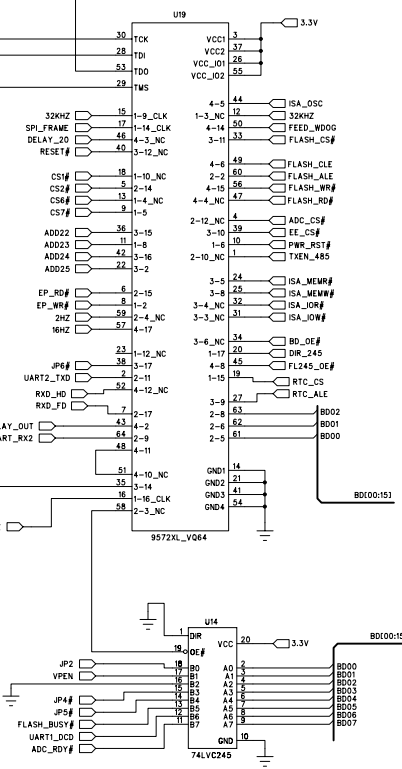 U19
30 TCK VCC1 3 3.3V
28 TDI VCC2 37
53 TDO VCC_IO1 26
29 TMS VCC_IO2 55
32KHZ 15 1-9_CLK 4-5 44 ISA_OSC
SPI_FRAME 17 1-14_CLK 1-3_NC 12 32KHZ
DELAY_20 46 4-3_NC 4-14 50 FEED_WDOG
RESET# 40 3-12_NC 3-11 33 FLASH_CS#
CS1# 18 1-10_NC 4-6 49 FLASH_CLE
CS2# 5 2-14 2-2 60 FLASH_ALE
CS6# 13 1-4_NC 4-15 56 FLASH_WR#
CS7# 9 1-5 4-4_NC 47 FLASH_RD#
2-12_NC 4 ADC_CS#
ADD22 36 3-15 3-10 39 EE_CS#
ADD23 11 1-8 1-6 10 PWR_RST#
ADD24 42 3-16 2-10_NC 1 TXEN_485
ADD25 22 3-2
3-5 24 ISA_MEMR#
EP_RD# 6 2-15 3-8 25 ISA_MEMW#
EP_WR# 8 1-2 3-4_NC 32 ISA_IOR#
2HZ 59 2-4_NC 3-3_NC 31 ISA_IOW#
16HZ 57 4-17
3-6_NC 34 BD_OE#
23 1-12_NC 1-17 20 DIR_245
JP6# 38 3-17 4-8 45 FL245_OE#
UART2_TXD 2 2-11 1-15 19 RTC_CS
RXD_HD 52 4-12_NC
RXD_FD 7 2-17 3-9 27 RTC_ALE
LAY_OUT 43 4-2 2-8 63 BD02
ART_RX2 64 2-9 2-6 62 BD01
48 4-11 2-5 61 BD00
51 4-10_NC GND1 14
35 3-14 GND2 21
16 1-16_CLK GND3 41
58 2-3_NC GND4 54
BD[00:15]
9572XL_VQ64
U14
1 DIR VCC 20 3.3V
BD[00:15
19 OE#
JP2 18 B0 A0 2 BD00
VPEN 17 B1 A1 3 BD01
16 B2 A2 4 BD02
15 B3 A3 5 BD03
JP4# 14 B4 A4 6 BD04
JP5# 13 B5 A5 7 BD05
FLASH_BUSY# 12 B6 A6 8 BD06
UART1_DCD 11 B7 A7 9 BD07
ADC_RDY# GND 10
74LVC245